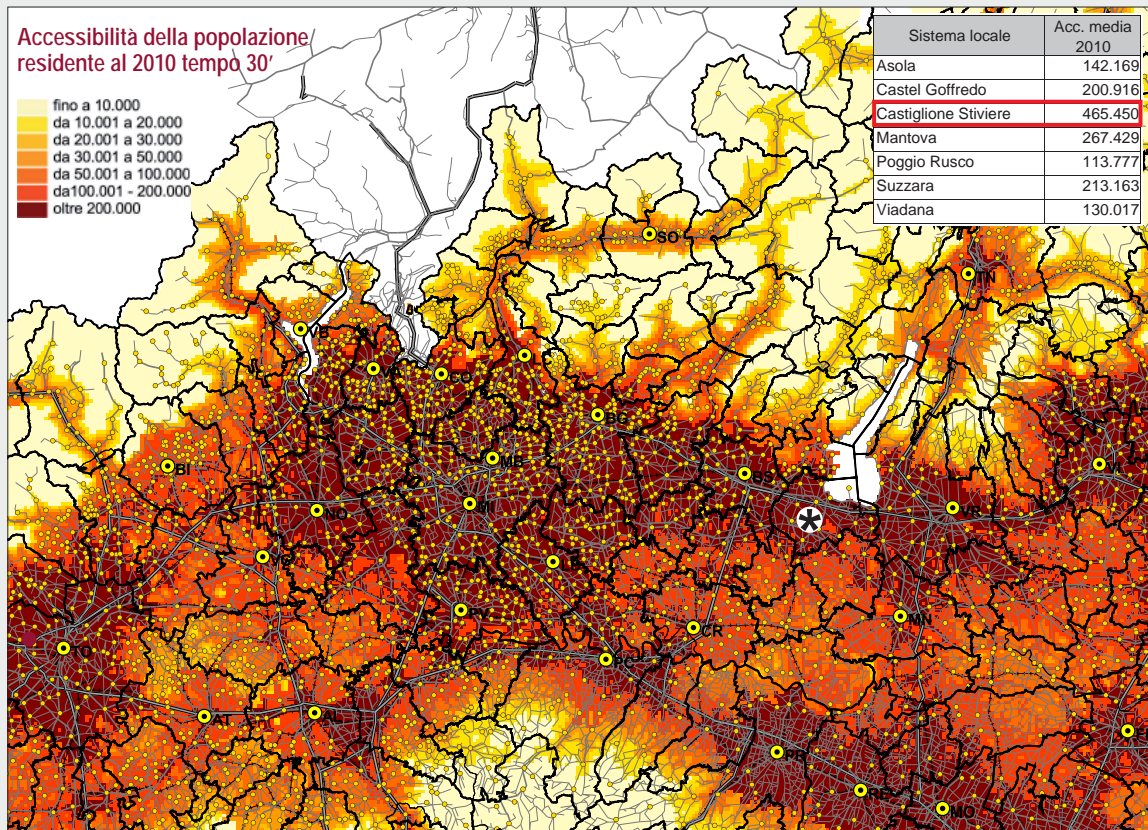 Accessibilità della popolazione
residente al 2010 tempo 30'
fino a 10.000
da 10.001 a 20.000
da 20.001 a 30.000
da 30.001 a 50.000
da 50.001 a 100.000
da100.001 - 200.000
oltre 200.000
Sistema locale Acc. media 2010
Asola 142.169
Castel Goffredo 200.916
Castiglione Stiviere 465.450
Mantova 267.429
Poggio Rusco 113.777
Suzzara 213.163
Viadana 130.017
SO
VB
CO
BG
BI
MB
BS
VI
NO
MI
VR
*
MN
CR
TO
PC
AT
AL
PR
RE
MO